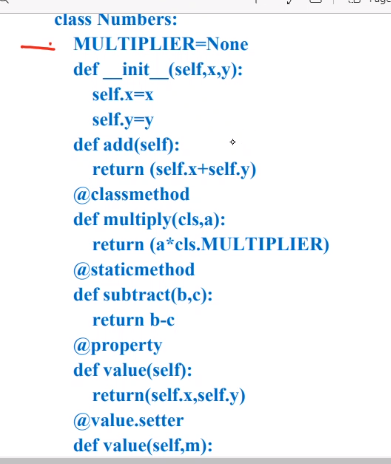 class Numbers:
MULTIPLIER=None
def __init__(self,x,y):
self.x=x
self.y=y
def add(self):
return (self.x+self.y)
@classmethod
def multiply(cls,a):
return (a*cls.MULTIPLIER)
@staticmethod
def subtract(b,c):
return b-c
@property
def value(self):
return(self.x,self.y)
@value.setter
def value(self,m):